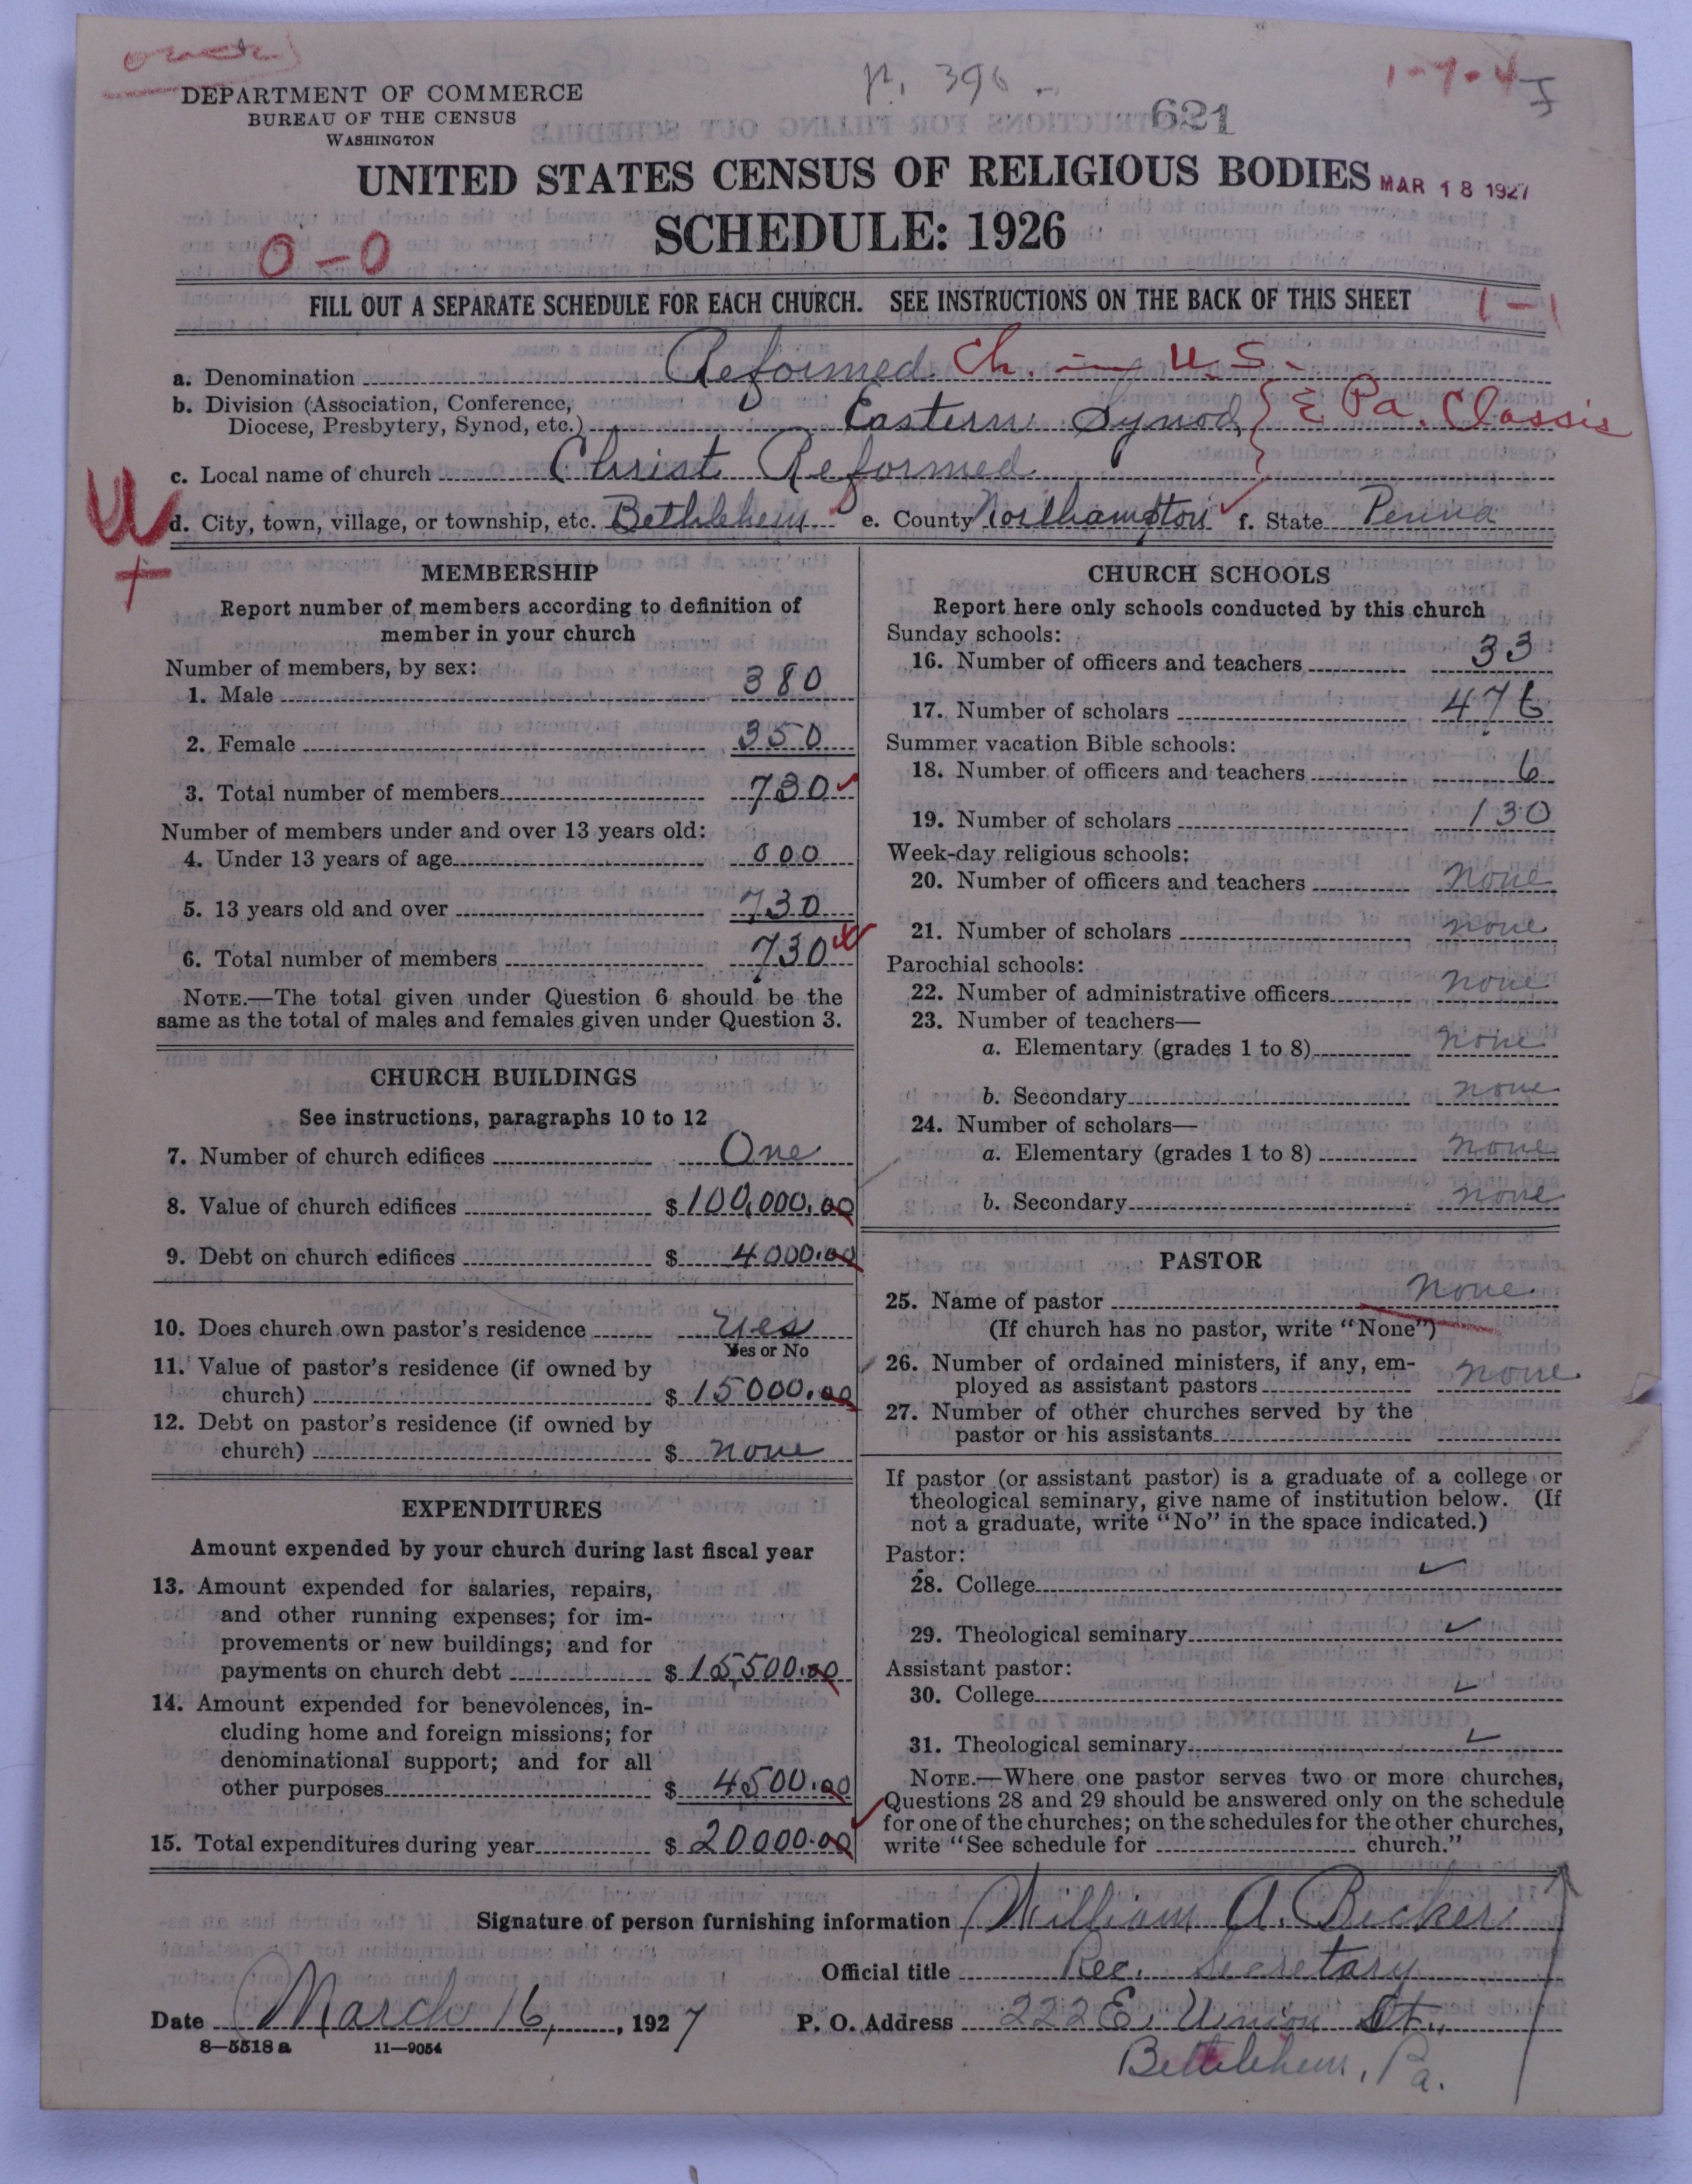 p. 396
1-7-4
DEPARTMENT OF COMMERCE
BUREAU OF THE CENSUS
WASHINGTON
621
UNITED STATES CENSUS OF RELIGIOUS BODIES
MAR 18 1927
SCHEDULE: 1926
0-0
FILL OUT A SEPARATE SCHEDULE FOR EACH CHURCH. SEE INSTRUCTIONS ON THE BACK OF THIS SHEET
1-1
a. Denomination Reformed Ch. in U.S.
b. Division (Association, Conference,
Diocese, Presbytery, Synod, etc.) Eastern Synod, E Pa. Classis
c. Local name of church Christ Reformed
d. City, town, village, or township, etc. Bethlehem e. County Northampton f. State Penna
MEMBERSHIP
Report number of members according to definition of
member in your church
Number of members, by sex:
1. Male 380
2. Female 350
3. Total number of members 730
Number of members under and over 13 years old:
4. Under 13 years of age 000
5. 13 years old and over 730
6. Total number of members 730
NOTE.—The total given under Question 6 should be the
same as the total of males and females given under Question 3.
CHURCH BUILDINGS
See instructions, paragraphs 10 to 12
7. Number of church edifices One
8. Value of church edifices $ 100,000.00
9. Debt on church edifices $ 4000.00
10. Does church own pastor's residence Yes
Yes or No
11. Value of pastor's residence (if owned by
church) $ 15000.00
12. Debt on pastor's residence (if owned by
church) $ none
EXPENDITURES
Amount expended by your church during last fiscal year
13. Amount expended for salaries, repairs,
and other running expenses; for im-
provements or new buildings; and for
payments on church debt $ 15,500.00
14. Amount expended for benevolences, in-
cluding home and foreign missions; for
denominational support; and for all
other purposes $ 4500.00
15. Total expenditures during year $ 20000.00
CHURCH SCHOOLS
Report here only schools conducted by this church
Sunday schools:
16. Number of officers and teachers 33
17. Number of scholars 476
Summer vacation Bible schools:
18. Number of officers and teachers 6
19. Number of scholars 130
Week-day religious schools:
20. Number of officers and teachers none
21. Number of scholars none
Parochial schools:
22. Number of administrative officers none
23. Number of teachers—
a. Elementary (grades 1 to 8) none
b. Secondary none
24. Number of scholars—
a. Elementary (grades 1 to 8) none
b. Secondary none
PASTOR
25. Name of pastor none
(If church has no pastor, write "None")
26. Number of ordained ministers, if any, em-
ployed as assistant pastors none
27. Number of other churches served by the
pastor or his assistants
If pastor (or assistant pastor) is a graduate of a college or
theological seminary, give name of institution below. (If
not a graduate, write "No" in the space indicated.)
Pastor:
28. College
29. Theological seminary
Assistant pastor:
30. College
31. Theological seminary
NOTE.—Where one pastor serves two or more churches,
Questions 28 and 29 should be answered only on the schedule
for one of the churches; on the schedules for the other churches,
write "See schedule for church."
Signature of person furnishing information William A. Becker
Official title Rec. Secretary
Date March 16, 1927 P. O. Address 222 E. Union St.,
Bethlehem, Pa.
8-5518 a 11-9054